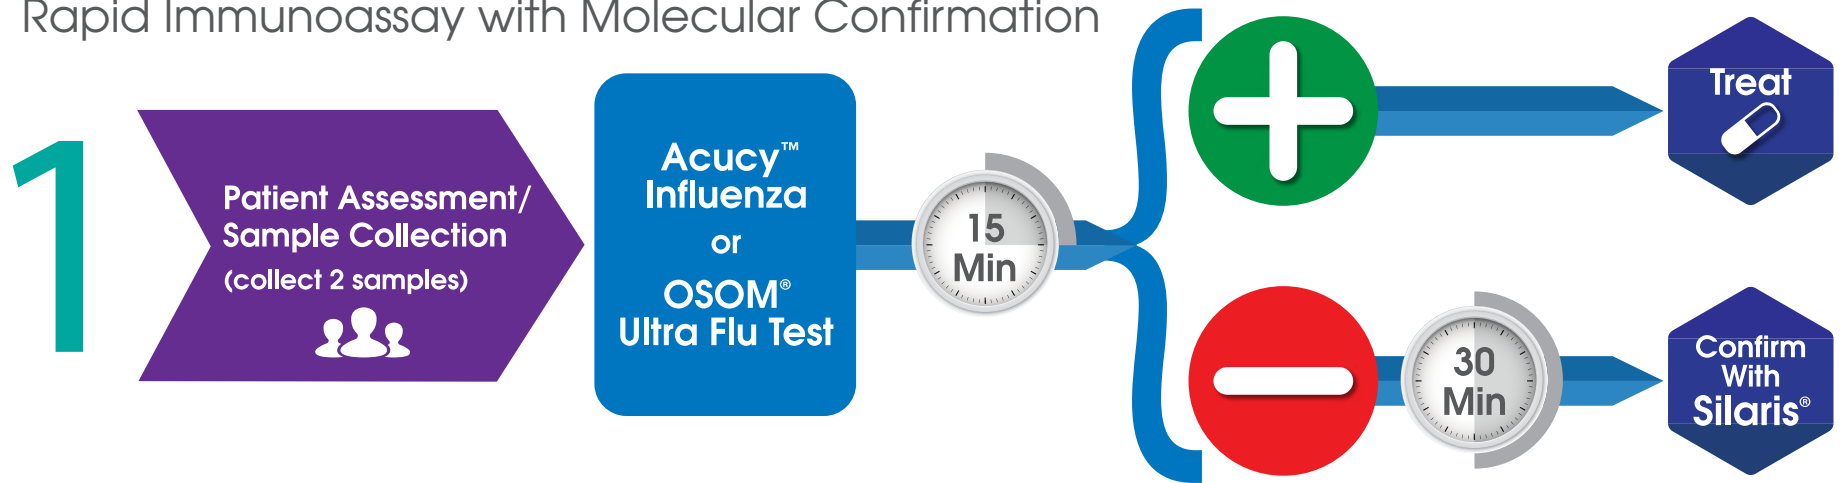 Rapid Immunoassay with Molecular Confirmation
1
Patient Assessment/
Sample Collection
(collect 2 samples)
Acucy™
Influenza
or
OSOM®
Ultra Flu Test
15
Min
Treat
30
Min
Confirm
With
Silaris®